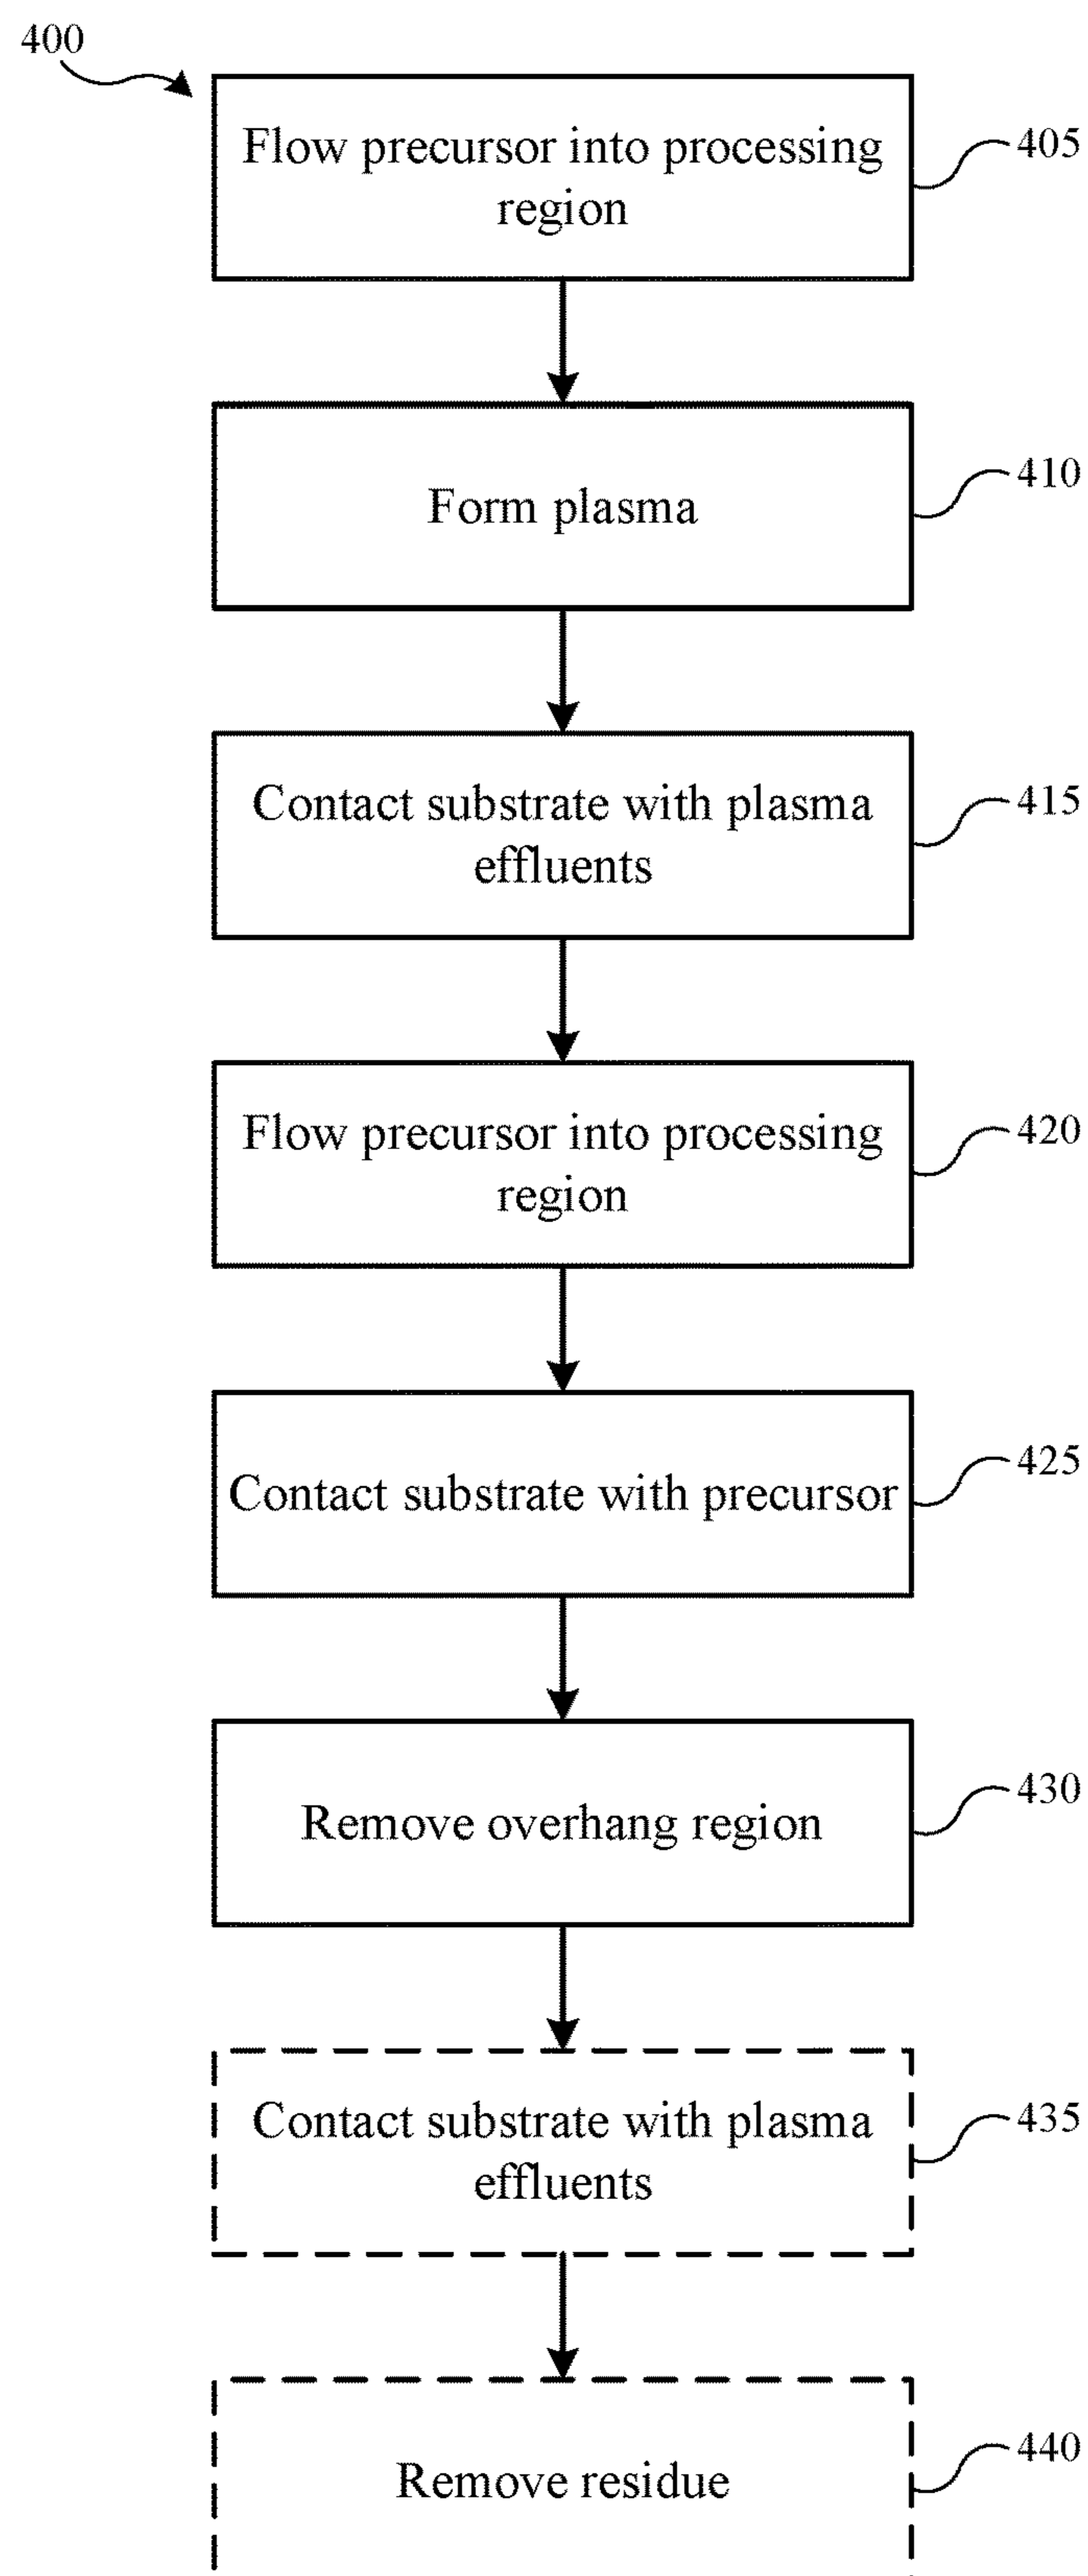 400
Flow precursor into processing
region
405
Form plasma
410
Contact substrate with plasma
effluents
415
Flow precursor into processing
region
420
Contact substrate with precursor
425
Remove overhang region
430
Contact substrate with plasma
effluents
435
Remove residue
440